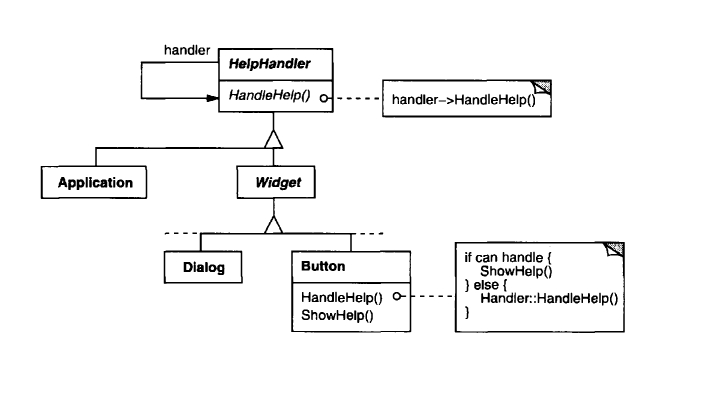 handler
HelpHandler
HandleHelp()
handler–>HandleHelp()
Application
Widget
Dialog
Button
HandleHelp()
ShowHelp()
if can handle {
ShowHelp()
} else {
Handler::HandleHelp()
}